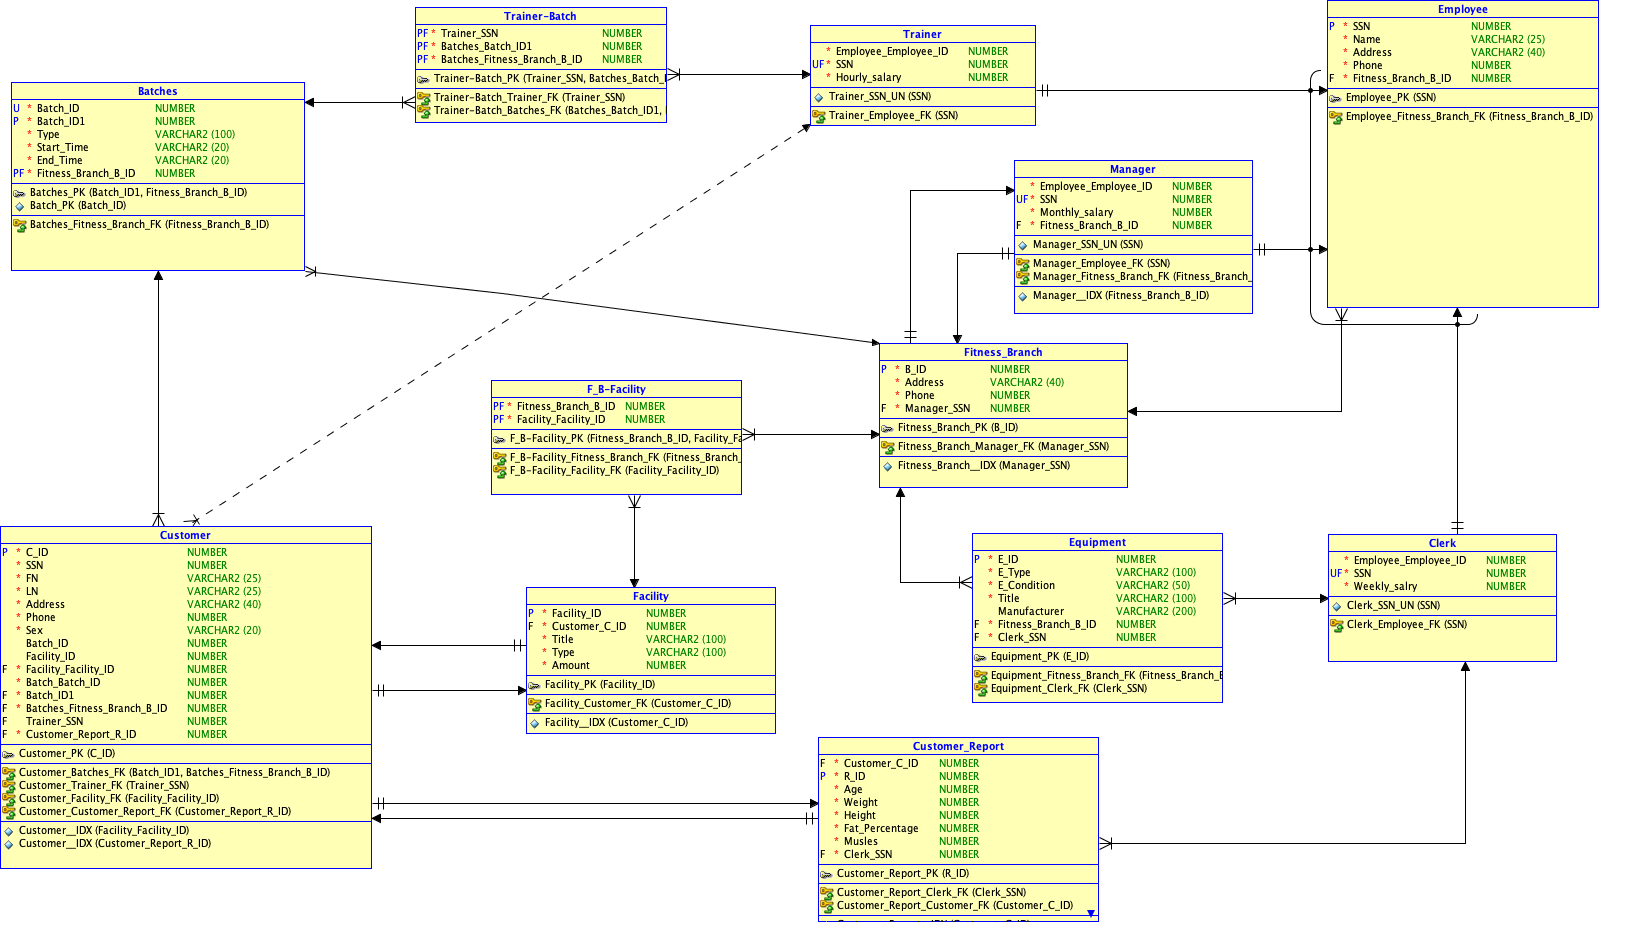 Trainer-Batch
PF * Trainer_SSN NUMBER
PF * Batches_Batch_ID1 NUMBER
PF * Batches_Fitness_Branch_B_ID NUMBER
Trainer-Batch_PK (Trainer_SSN, Batches_Batch_I
Trainer-Batch_Trainer_FK (Trainer_SSN)
Trainer-Batch_Batches_FK (Batches_Batch_ID1,
Trainer
* Employee_Employee_ID NUMBER
UF * SSN NUMBER
* Hourly_salary NUMBER
Trainer_SSN_UN (SSN)
Trainer_Employee_FK (SSN)
Employee
P * SSN NUMBER
* Name VARCHAR2 (25)
* Address VARCHAR2 (40)
* Phone NUMBER
F * Fitness_Branch_B_ID NUMBER
Employee_PK (SSN)
Employee_Fitness_Branch_FK (Fitness_Branch_B_ID)
Batches
U * Batch_ID NUMBER
P * Batch_ID1 NUMBER
* Type VARCHAR2 (100)
* Start_Time VARCHAR2 (20)
* End_Time VARCHAR2 (20)
PF * Fitness_Branch_B_ID NUMBER
Batches_PK (Batch_ID1, Fitness_Branch_B_ID)
Batch_PK (Batch_ID)
Batches_Fitness_Branch_FK (Fitness_Branch_B_ID)
Manager
* Employee_Employee_ID NUMBER
UF * SSN NUMBER
* Monthly_salary NUMBER
F * Fitness_Branch_B_ID NUMBER
Manager_SSN_UN (SSN)
Manager_Employee_FK (SSN)
Manager_Fitness_Branch_FK (Fitness_Branch_
Manager__IDX (Fitness_Branch_B_ID)
Fitness_Branch
P * B_ID NUMBER
* Address VARCHAR2 (40)
* Phone NUMBER
F * Manager_SSN NUMBER
Fitness_Branch_PK (B_ID)
Fitness_Branch_Manager_FK (Manager_SSN)
Fitness_Branch__IDX (Manager_SSN)
F_B-Facility
PF * Fitness_Branch_B_ID NUMBER
PF * Facility_Facility_ID NUMBER
F_B-Facility_PK (Fitness_Branch_B_ID, Facility_Fa
F_B-Facility_Fitness_Branch_FK (Fitness_Branch_
F_B-Facility_Facility_FK (Facility_Facility_ID)
Customer
P * C_ID NUMBER
* SSN NUMBER
* FN VARCHAR2 (25)
* LN VARCHAR2 (25)
* Address VARCHAR2 (40)
* Phone NUMBER
* Sex VARCHAR2 (20)
Batch_ID NUMBER
Facility_ID NUMBER
F * Facility_Facility_ID NUMBER
* Batch_Batch_ID NUMBER
F * Batch_ID1 NUMBER
F * Batches_Fitness_Branch_B_ID NUMBER
F Trainer_SSN NUMBER
F * Customer_Report_R_ID NUMBER
Customer_PK (C_ID)
Customer_Batches_FK (Batch_ID1, Batches_Fitness_Branch_B_ID)
Customer_Trainer_FK (Trainer_SSN)
Customer_Facility_FK (Facility_Facility_ID)
Customer_Customer_Report_FK (Customer_Report_R_ID)
Customer__IDX (Facility_Facility_ID)
Customer__IDX (Customer_Report_R_ID)
Facility
P * Facility_ID NUMBER
F * Customer_C_ID NUMBER
* Title VARCHAR2 (100)
* Type VARCHAR2 (100)
* Amount NUMBER
Facility_PK (Facility_ID)
Facility_Customer_FK (Customer_C_ID)
Facility__IDX (Customer_C_ID)
Equipment
P * E_ID NUMBER
* E_Type VARCHAR2 (100)
* E_Condition VARCHAR2 (50)
* Title VARCHAR2 (100)
Manufacturer VARCHAR2 (200)
F * Fitness_Branch_B_ID NUMBER
F * Clerk_SSN NUMBER
Equipment_PK (E_ID)
Equipment_Fitness_Branch_FK (Fitness_Branch_B
Equipment_Clerk_FK (Clerk_SSN)
Clerk
* Employee_Employee_ID NUMBER
UF * SSN NUMBER
* Weekly_salry NUMBER
Clerk_SSN_UN (SSN)
Clerk_Employee_FK (SSN)
Customer_Report
F * Customer_C_ID NUMBER
P * R_ID NUMBER
* Age NUMBER
* Weight NUMBER
* Height NUMBER
* Fat_Percentage NUMBER
* Musles NUMBER
F * Clerk_SSN NUMBER
Customer_Report_PK (R_ID)
Customer_Report_Clerk_FK (Clerk_SSN)
Customer_Report_Customer_FK (Customer_C_ID)